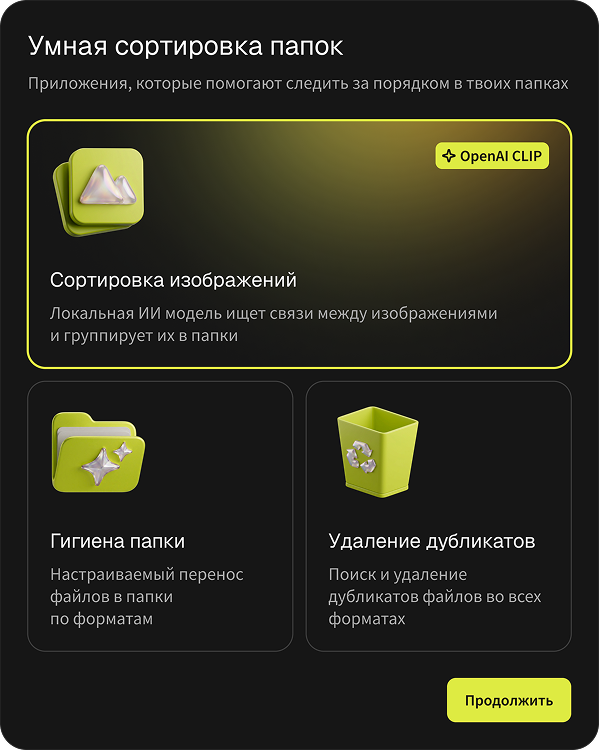 Умная сортировка папок
Приложения, которые помогают следить за порядком в твоих папках
OpenAI CLIP
Сортировка изображений
Локальная ИИ модель ищет связи между изображениями
и группирует их в папки
Гигиена папки
Настраиваемый перенос
файлов в папки
по форматам
Удаление дубликатов
Поиск и удаление
дубликатов файлов во всех
форматах
Продолжить